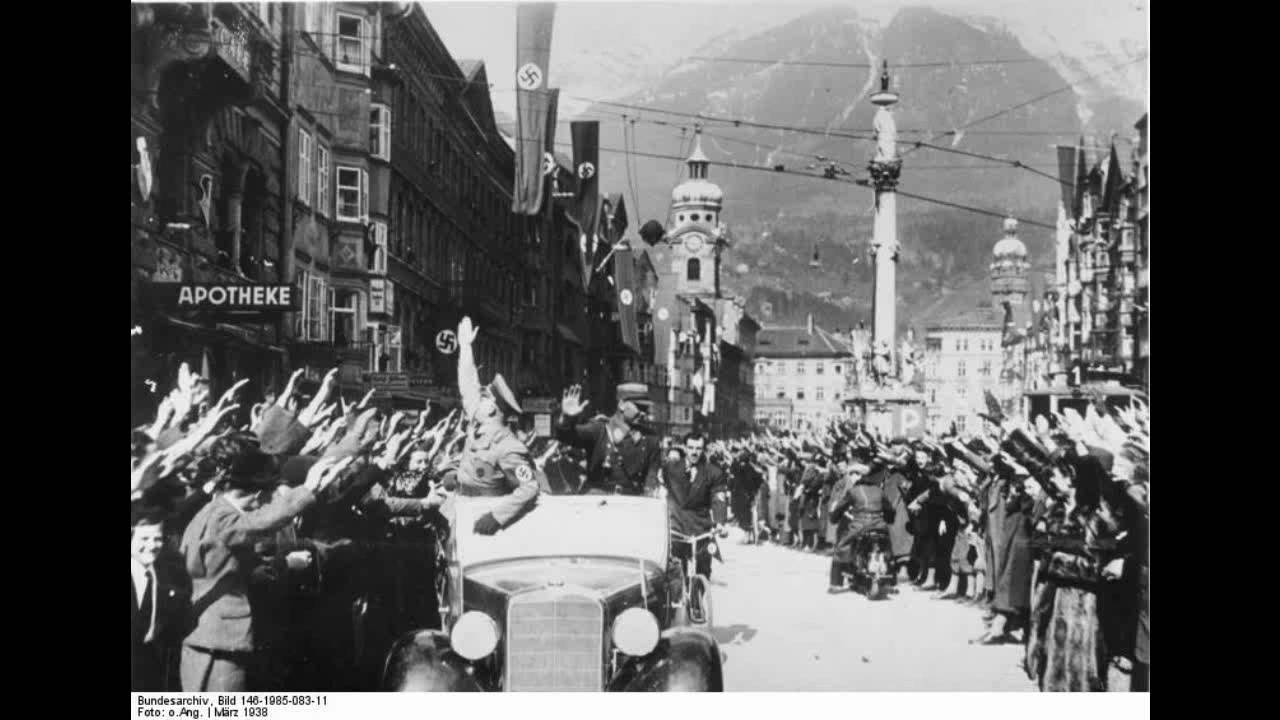 APOTHEKE
P
Bundesarchiv, Bild 146-1985-083-11
Foto: o.Ang. | März 1938